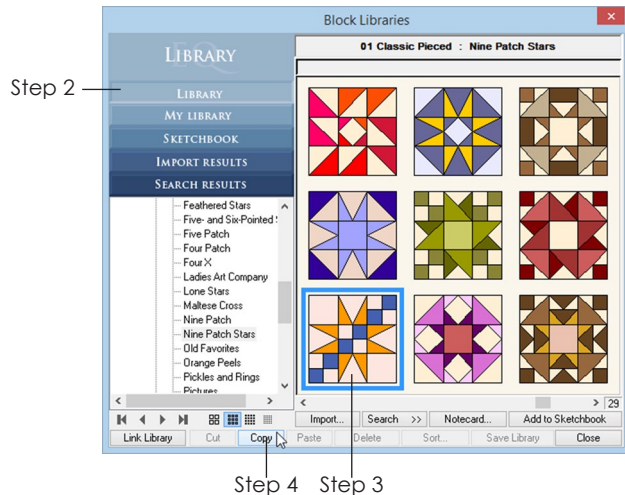 Block Libraries
LIBRARY
01 Classic Pieced : Nine Patch Stars
Step 2
LIBRARY
MY LIBRARY
SKETCHBOOK
IMPORT RESULTS
SEARCH RESULTS
Feathered Stars
Five- and Six-Pointed
Five Patch
Four Patch
Four X
Ladies Art Company
Lone Stars
Maltese Cross
Nine Patch
Nine Patch Stars
Old Favorites
Orange Peels
Pickles and Rings
Pictures
29
Import... Search >> Notecard... Add to Sketchbook
Link Library Cut Copy Paste Delete Sort... Save Library Close
Step 4 Step 3